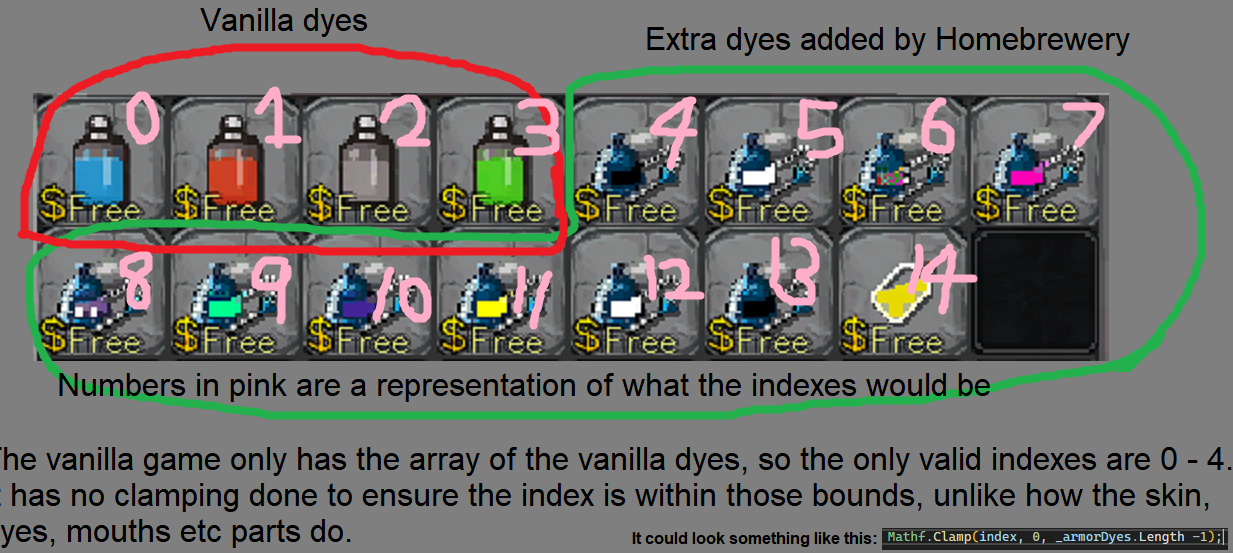 Vanilla dyes
Extra dyes added by Homebrewery
0 1 2 3 4 5 6 7
$Free $Free $Free $Free $Free $Free $Free $Free
8 9 10 11 12 13 14
$Free $Free $Free $Free $Free $Free $Free
Numbers in pink are a representation of what the indexes would be
The vanilla game only has the array of the vanilla dyes, so the only valid indexes are 0 - 4.
t has no clamping done to ensure the index is within those bounds, unlike how the skin,
yes, mouths etc parts do.
It could look something like this: Mathf.Clamp(index, 0, _armorDyes.Length -1);